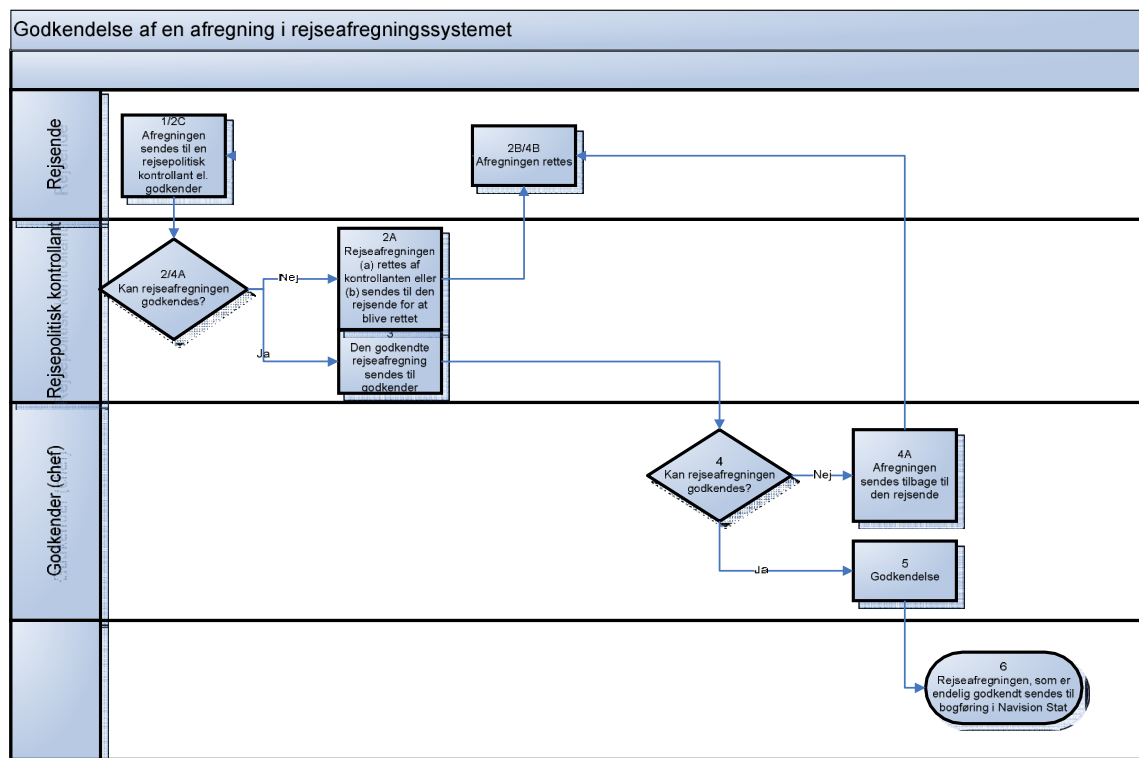 Godkendelse af en afregning i rejseafregningssystemet
Rejsende
1/2C
Afregningen
sendes til en
rejsepolitisk
kontrollant el.
godkender
2B/4B
Afregningen rettes
Rejsepolitisk kontrollant
2/4A
Kan rejseafregningen
godkendes?
Nej
Ja
2A
Rejseafregningen
(a) rettes af
kontrollanten eller
(b) sendes til den
rejsende for at
blive rettet
3
Den godkendte
rejseafregning
sendes til
godkender
Godkender (chef)
4
Kan rejseafregningen
godkendes?
Nej
Ja
4A
Afregningen
sendes tilbage til
den rejsende
5
Godkendelse
6
Rejseafregningen, som er
endelig godkendt sendes til
bogføring i Navision Stat